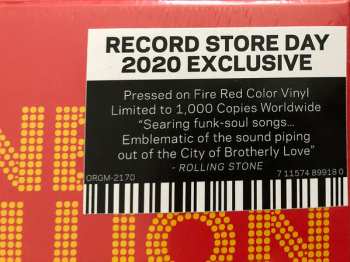 RECORD STORE DAY
2020 EXCLUSIVE
Pressed on Fire Red Color Vinyl
Limited to 1,000 Copies Worldwide
"Searing funk-soul songs...
Emblematic of the sound piping
out of the City of Brotherly Love"
- ROLLING STONE
ORGM-2170
7 11574 89918 0
NE
LION